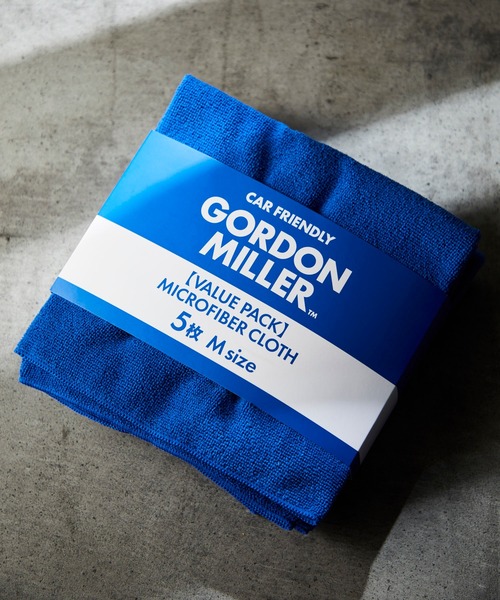 CAR FRIENDLY
GORDON
MILLER™
[VALUE PACK]
MICROFIBER CLOTH
5枚 M size